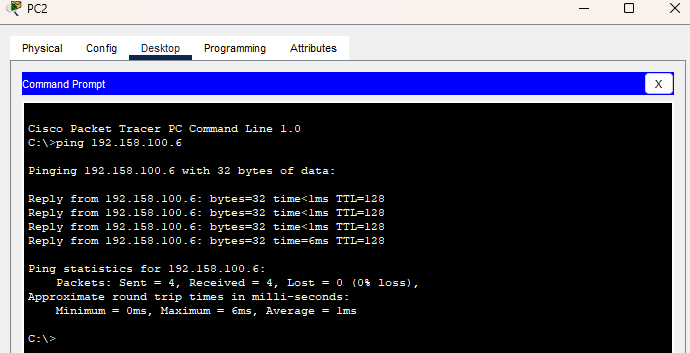 PC2
Physical Config Desktop Programming Attributes
Command Prompt X
Cisco Packet Tracer PC Command Line 1.0
C:\>ping 192.158.100.6
Pinging 192.158.100.6 with 32 bytes of data:
Reply from 192.158.100.6: bytes=32 time<1ms TTL=128
Reply from 192.158.100.6: bytes=32 time<1ms TTL=128
Reply from 192.158.100.6: bytes=32 time<1ms TTL=128
Reply from 192.158.100.6: bytes=32 time=6ms TTL=128
Ping statistics for 192.158.100.6:
    Packets: Sent = 4, Received = 4, Lost = 0 (0% loss),
Approximate round trip times in milli-seconds:
    Minimum = 0ms, Maximum = 6ms, Average = 1ms
C:\>